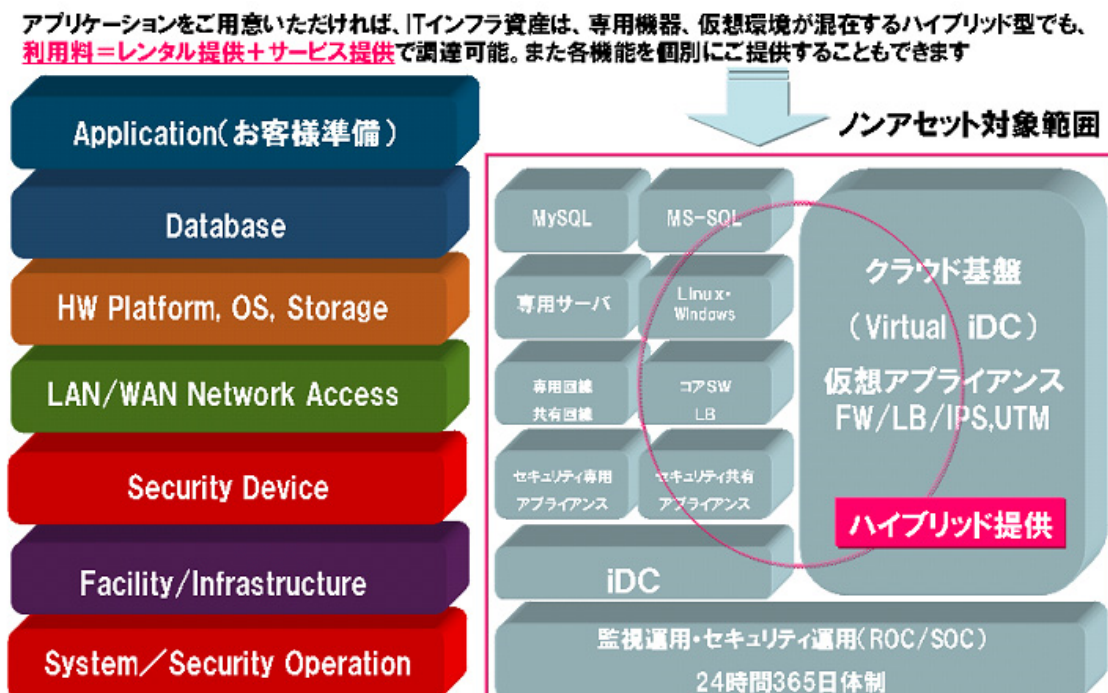 アプリケーションをご用意いただければ、ITインフラ資産は、専用機器、仮想環境が混在するハイブリッド型でも、
利用料=レンタル提供+サービス提供で調達可能。また各機能を個別にご提供することもできます
ノンアセット対象範囲
Application(お客様準備)
Database
HW Platform, OS, Storage
LAN/WAN Network Access
Security Device
Facility/Infrastructure
System/Security Operation
MySQL
MS-SQL
専用サーバ
Linux・
Windows
専用回線
共有回線
コアSW
LB
セキュリティ専用
アプライアンス
セキュリティ共有
アプライアンス
iDC
クラウド基盤
(Virtual iDC)
仮想アプライアンス
FW/LB/IPS,UTM
ハイブリッド提供
監視運用・セキュリティ運用(ROC/SOC)
24時間365日体制